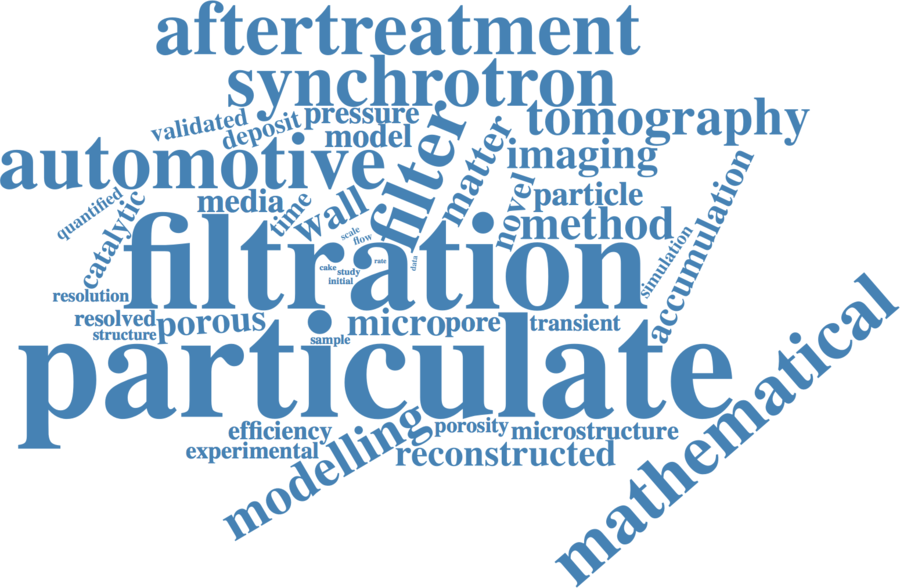 aftertreatment
synchrotron
validated
deposit
pressure
model
tomography
automotive
filter
matter
imaging
quantified
catalytic
media
time
wall
novel
particle
method
accumulation
simulation
scale
flow
filtration
cake
study
rate
data
initial
resolution
resolved
structure
porous
sample
micropore
transient
particulate
mathematical
efficiency
experimental
modelling
porosity
microstructure
reconstructed